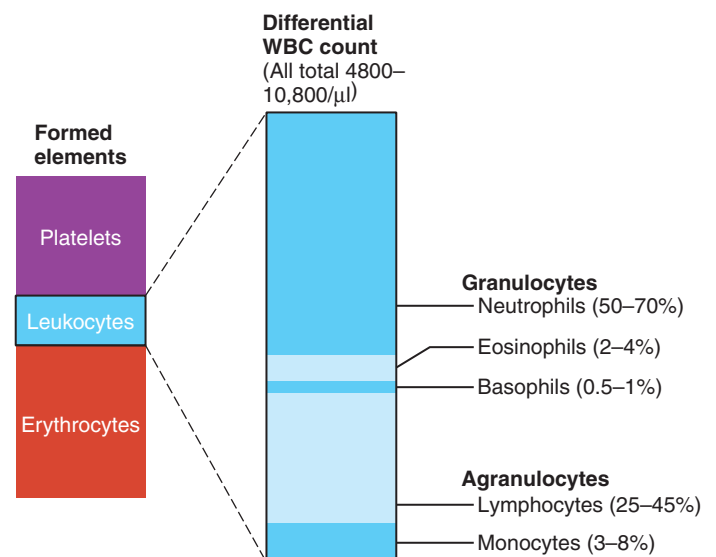 Differential
WBC count
(All total 4800–
10,800/μl)
Formed
elements
Platelets
Leukocytes
Erythrocytes
Granulocytes
Neutrophils (50–70%)
Eosinophils (2–4%)
Basophils (0.5–1%)
Agranulocytes
Lymphocytes (25–45%)
Monocytes (3–8%)